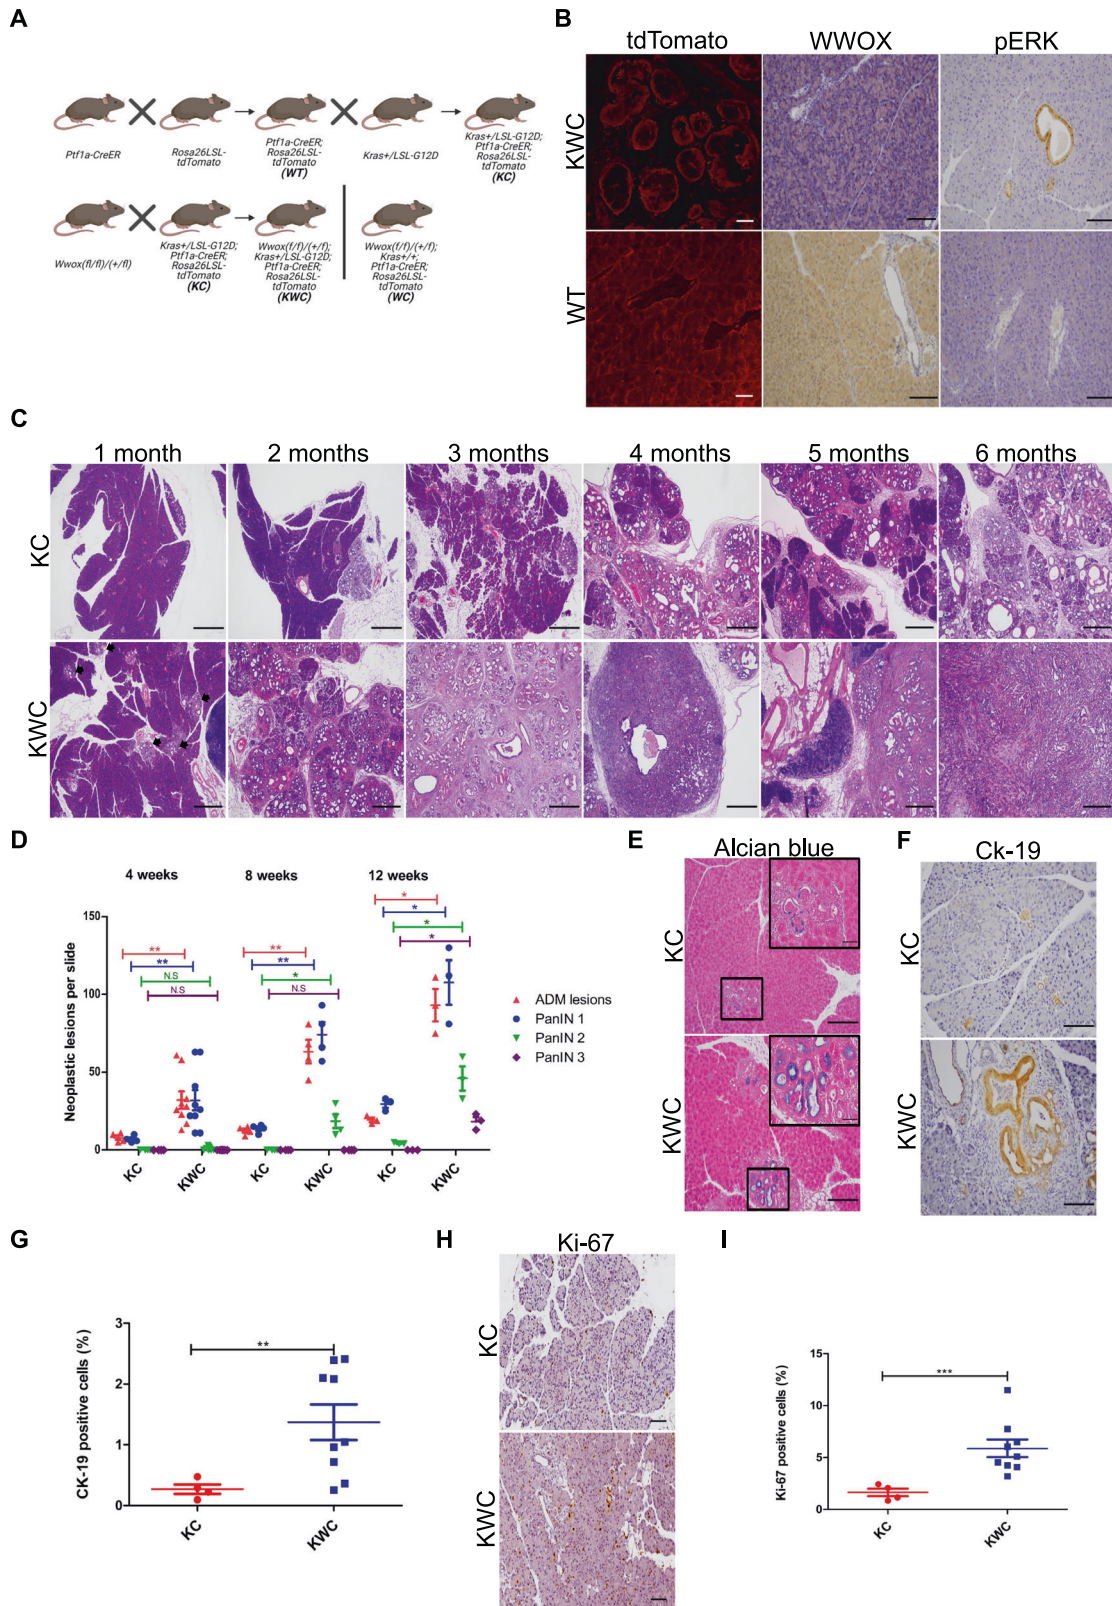 A
Ptf1a-CreER
Rosa26LSL-
tdTomato
Ptf1a-CreER;
Rosa26LSL-
tdTomato
(WT)
Kras+/LSL-G12D
Kras+/LSL-G12D;
Ptf1a-CreER;
Rosa26LSL-
tdTomato
(KC)
Wwox(fl/fl)/(+/fl)
Kras+/LSL-G12D;
Ptf1a-CreER;
Rosa26LSL-
tdTomato
(KC)
Wwox(f/f)/(+/f);
Kras+/LSL-G12D;
Ptf1a-CreER;
Rosa26LSL-
tdTomato
(KWC)
Wwox(f/f)/(+/f);
Kras+/+;
Ptf1a-CreER;
Rosa26LSL-
tdTomato
(WC)
B
tdTomato WWOX pERK
KWC
WT
C
1 month 2 months 3 months 4 months 5 months 6 months
KC
KWC
D
4 weeks 8 weeks 12 weeks
Neoplastic lesions per slide
150
100
50
0
** ** N.S N.S
** ** * N.S
* * * *
KC KWC KC KWC KC KWC
ADM lesions
PanIN 1
PanIN 2
PanIN 3
E
Alcian blue
KC
KWC
F
Ck-19
KC
KWC
G
CK-19 positive cells (%)
3
2
1
0
**
KC KWC
H
Ki-67
KC
KWC
I
Ki-67 positive cells (%)
15
10
5
0
***
KC KWC